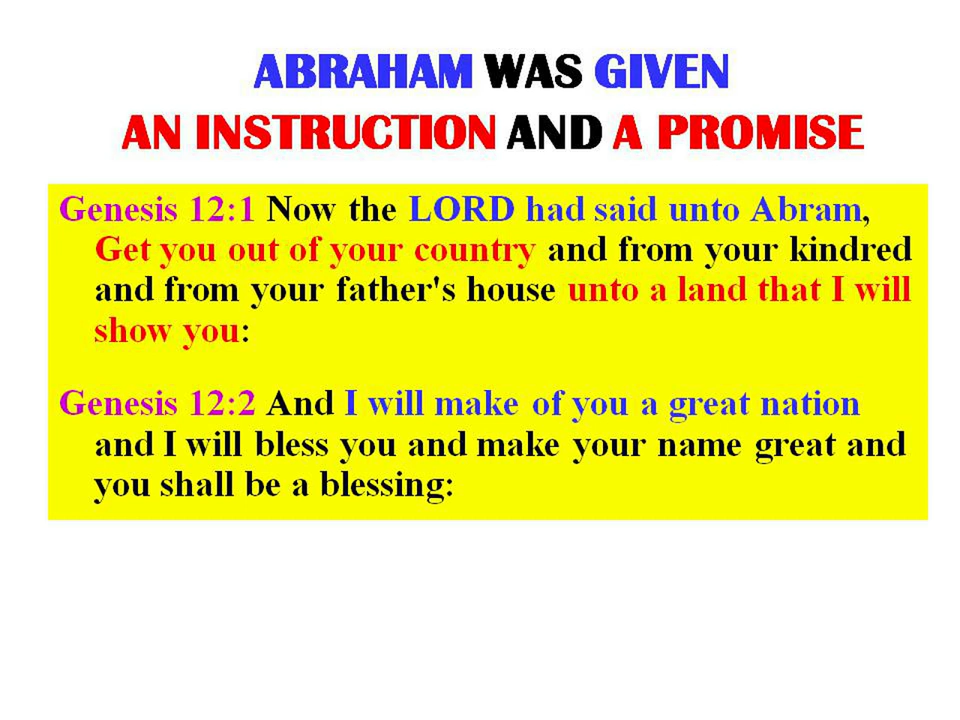 ABRAHAM WAS GIVEN
AN INSTRUCTION AND A PROMISE
Genesis 12:1 Now the LORD had said unto Abram,
Get you out of your country and from your kindred
and from your father's house unto a land that I will
show you:
Genesis 12:2 And I will make of you a great nation
and I will bless you and make your name great and
you shall be a blessing: